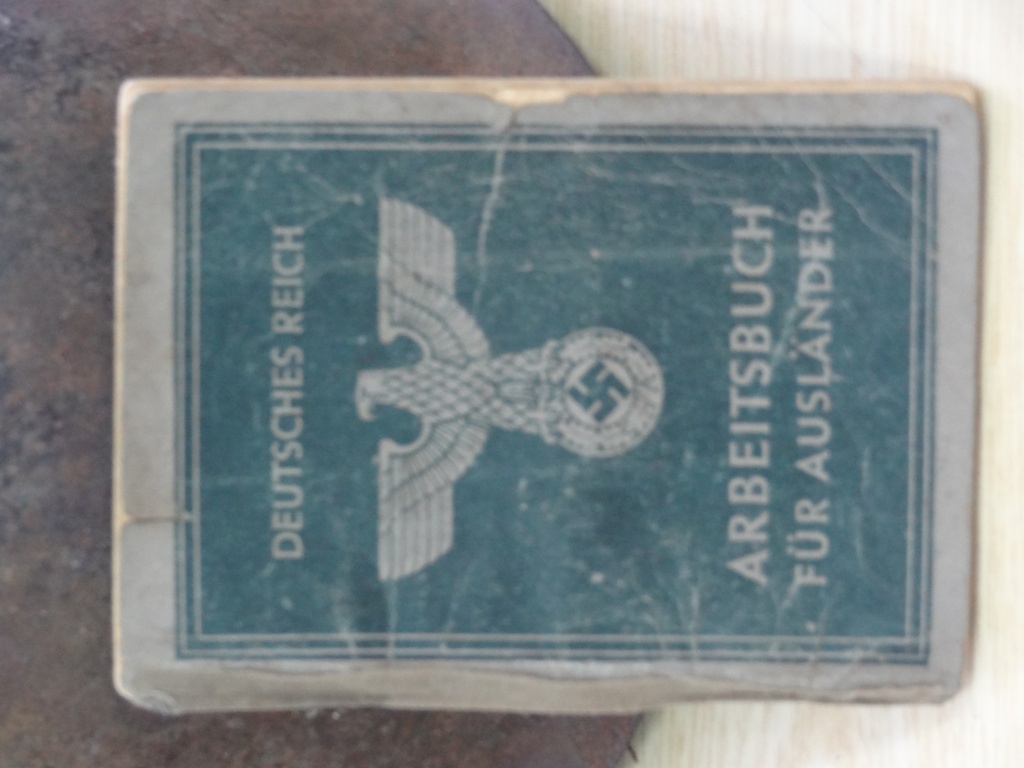 DEUTSCHES REICH
ARBEITSBUCH
FÜR AUSLÄNDER